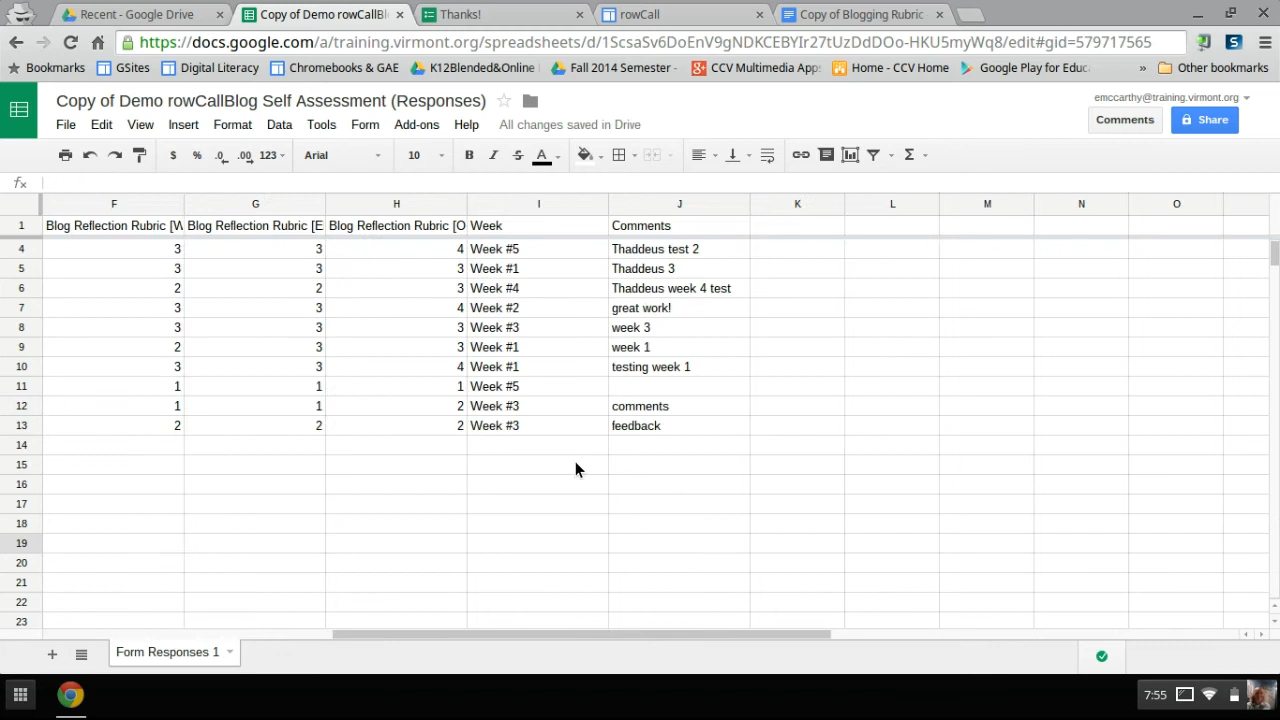 Recent - Google Drive
Copy of Demo rowCallBl
Thanks!
rowCall
Copy of Blogging Rubric
https://docs.google.com/a/training.virmont.org/spreadsheets/d/1ScsaSv6DoEnV9gNDKCEBYIr27tUzDdDOo-HKU5myWq8/edit#gid=579717565
Bookmarks
GSites
Digital Literacy
Chromebooks & GAE
K12Blended&Online
Fall 2014 Semester -
CCV Multimedia App
Home - CCV Home
Google Play for Educ
»
Other bookmarks
Copy of Demo rowCallBlog Self Assessment (Responses)
emccarthy@training.virmont.org
File Edit View Insert Format Data Tools Form Add-ons Help All changes saved in Drive
Comments
Share
$ % .0 .00 123 Arial 10 B I S A Σ
fx
F G H I J K L M N O
1 Blog Reflection Rubric [W Blog Reflection Rubric [E Blog Reflection Rubric [O Week Comments
4 3 3 4 Week #5 Thaddeus test 2
5 3 3 3 Week #1 Thaddeus 3
6 2 2 3 Week #4 Thaddeus week 4 test
7 3 3 4 Week #2 great work!
8 3 3 3 Week #3 week 3
9 2 3 3 Week #1 week 1
10 3 3 4 Week #1 testing week 1
11 1 1 1 Week #5
12 1 1 2 Week #3 comments
13 2 2 2 Week #3 feedback
14
15
16
17
18
19
20
21
22
23
+ Form Responses 1
7:55